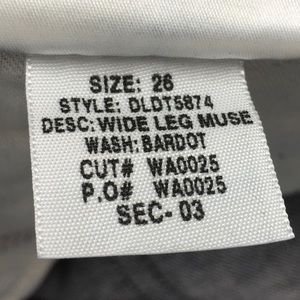 SIZE: 26
STYLE: DLDT5874
DESC: WIDE LEG MUSE
WASH: BARDOT
CUT# WA0025
P.O# WA0025
SEC- 03